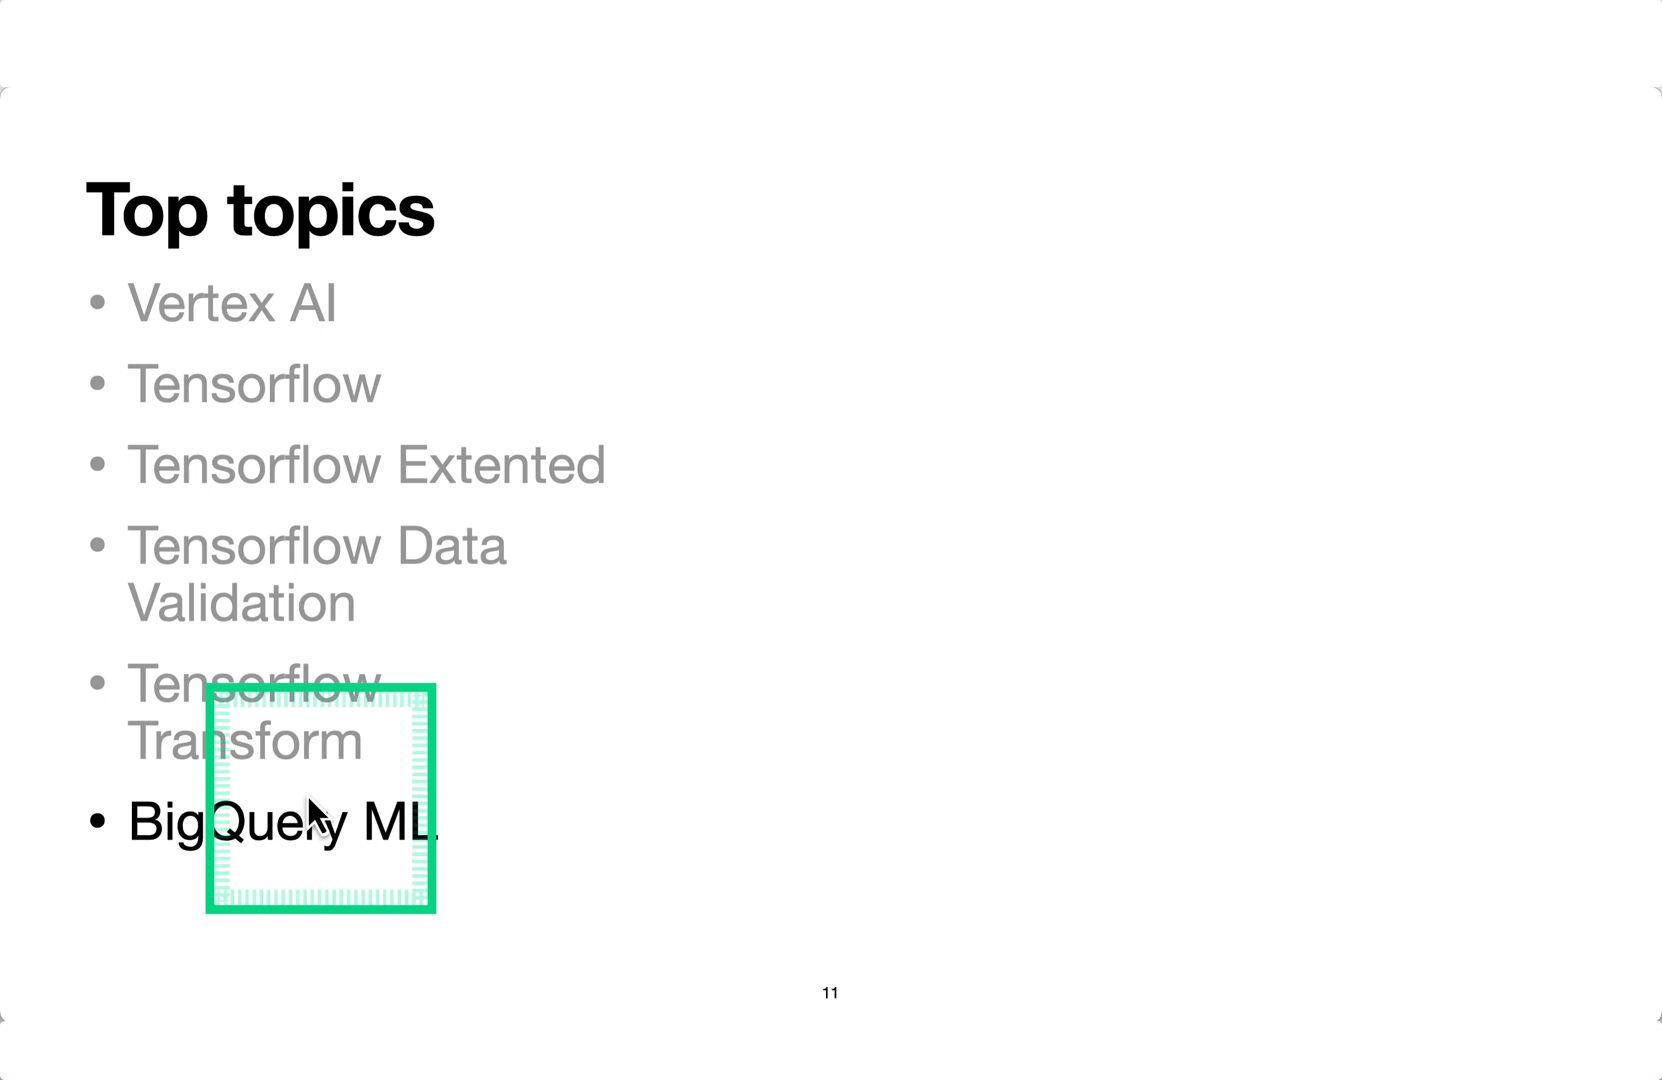 Top topics
• Vertex AI
• Tensorflow
• Tensorflow Extented
• Tensorflow Data
Validation
• Tensorflow
Transform
• BigQuery ML
11